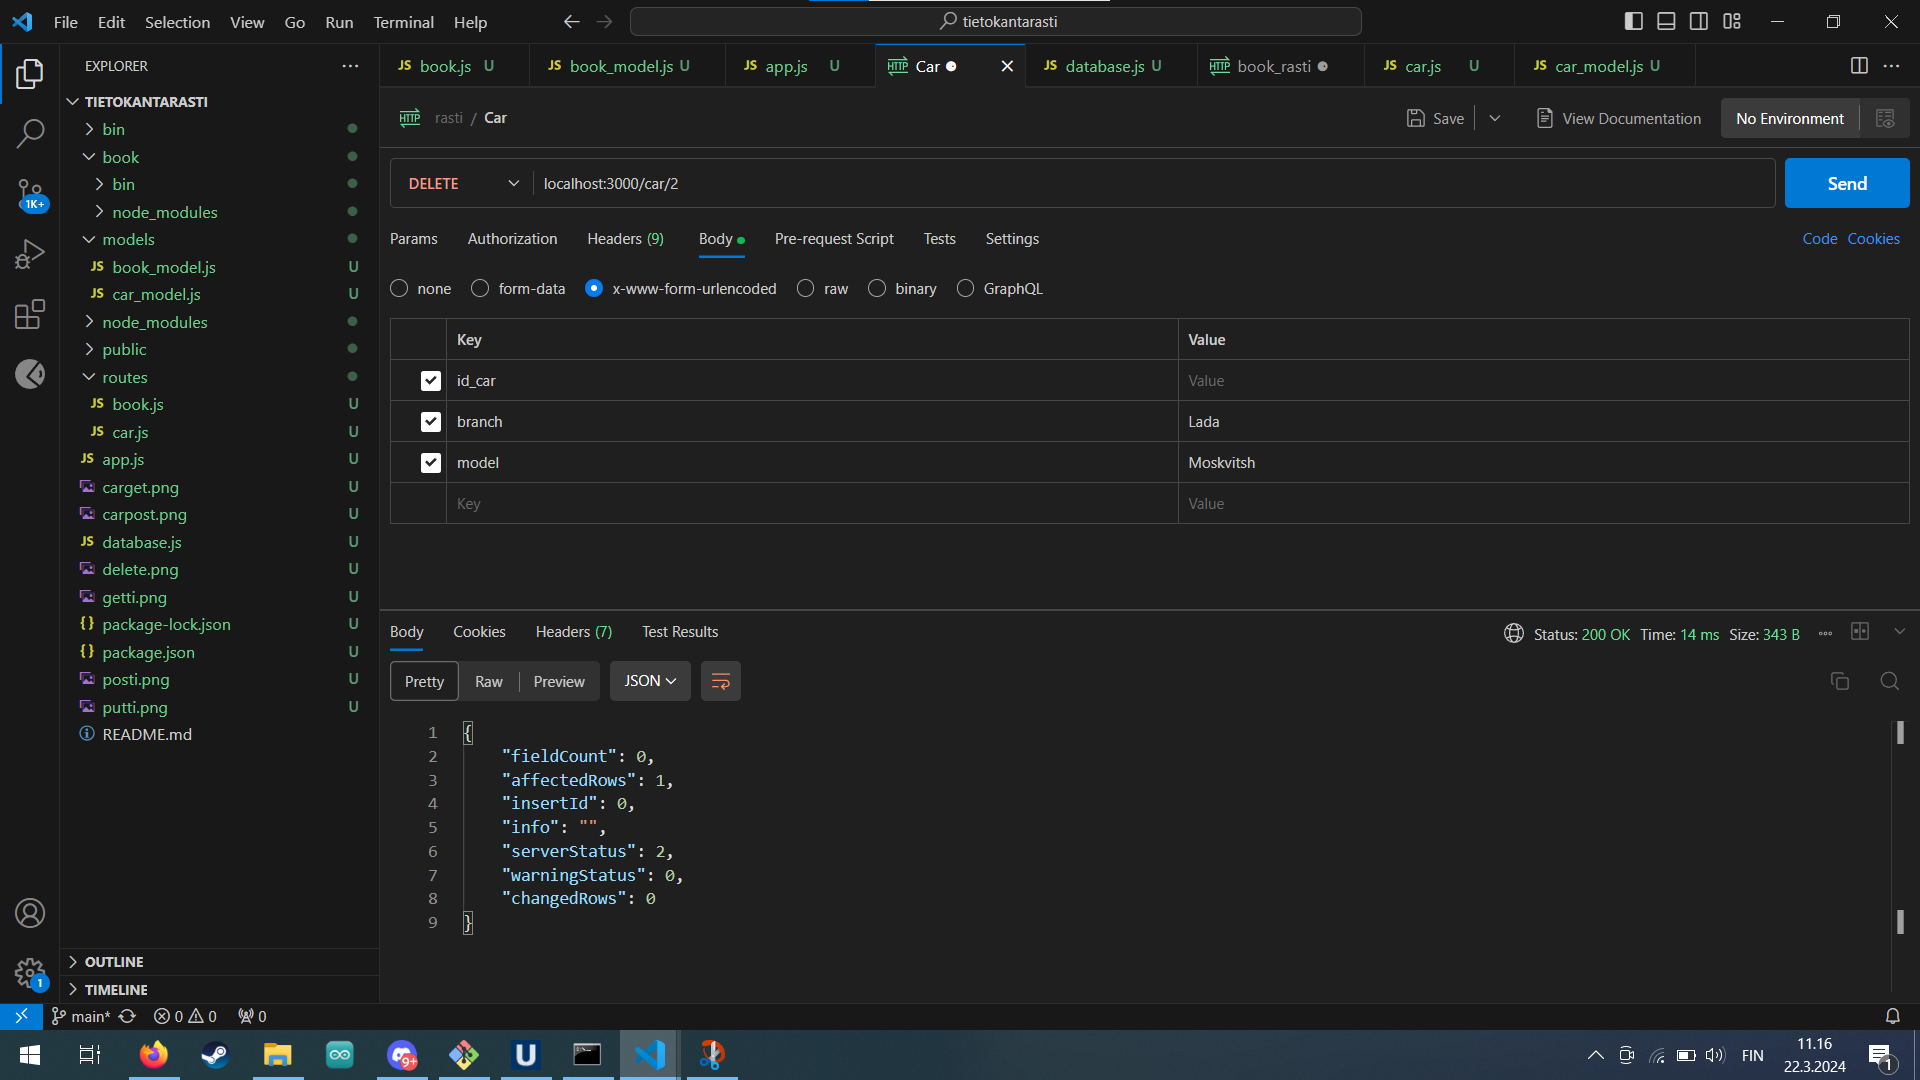 File Edit Selection View Go Run Terminal Help
tietokantarasti
EXPLORER
TIETOKANTARASTI
bin
book
bin
node_modules
models
book_model.js U
car_model.js U
node_modules
public
routes
book.js U
car.js U
app.js U
carget.png U
carpost.png U
database.js U
delete.png U
getti.png U
package-lock.json U
package.json U
posti.png U
putti.png U
README.md
OUTLINE
TIMELINE
1K+
1
JS book.js U JS book_model.js U JS app.js U HTTP Car JS database.js U HTTP book_rasti JS car.js U JS car_model.js U
HTTP rasti / Car Save View Documentation No Environment
DELETE localhost:3000/car/2 Send
Params Authorization Headers (9) Body Pre-request Script Tests Settings Code Cookies
none form-data x-www-form-urlencoded raw binary GraphQL
Key Value
id_car Value
branch Lada
model Moskvitsh
Key Value
Body Cookies Headers (7) Test Results Status: 200 OK Time: 14 ms Size: 343 B
Pretty Raw Preview JSON
1 {
2 "fieldCount": 0,
3 "affectedRows": 1,
4 "insertId": 0,
5 "info": "",
6 "serverStatus": 2,
7 "warningStatus": 0,
8 "changedRows": 0
9 }
main* 0 0 0
9+ FIN 11.16
22.3.2024
1